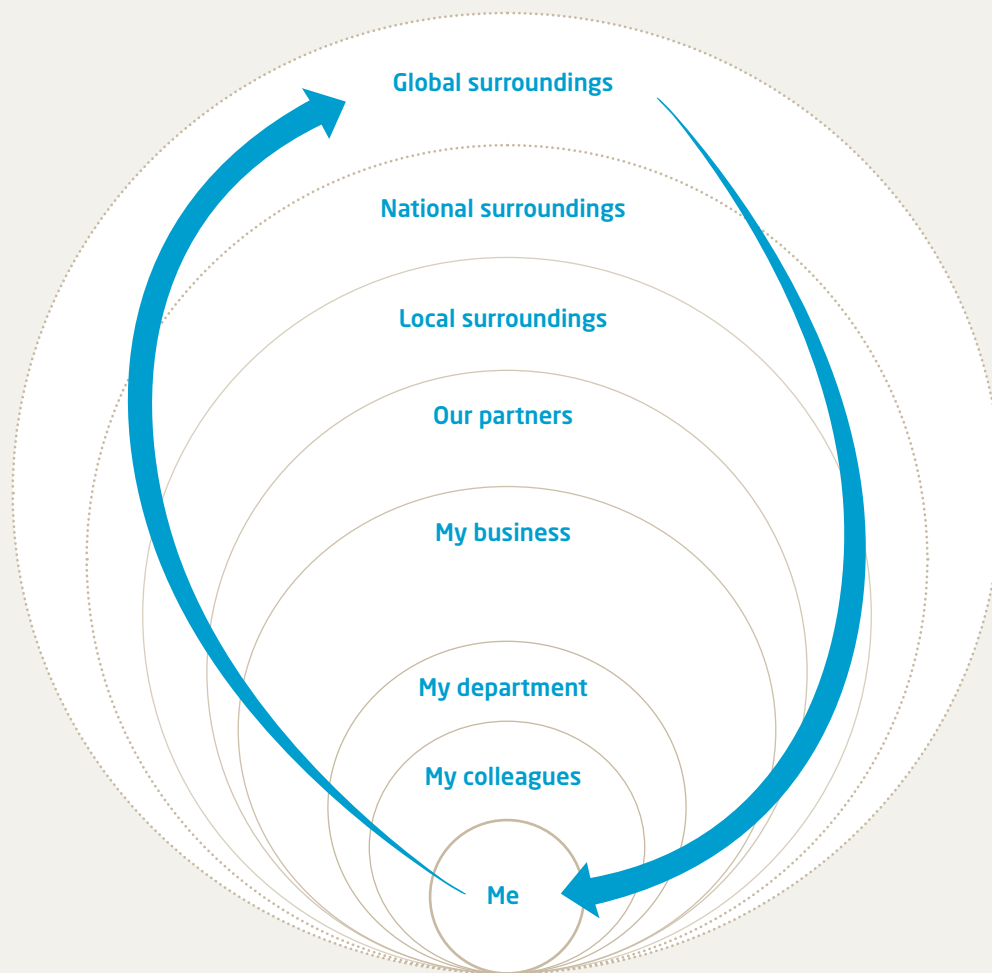 Global surroundings
National surroundings
Local surroundings
Our partners
My business
My department
My colleagues
Me